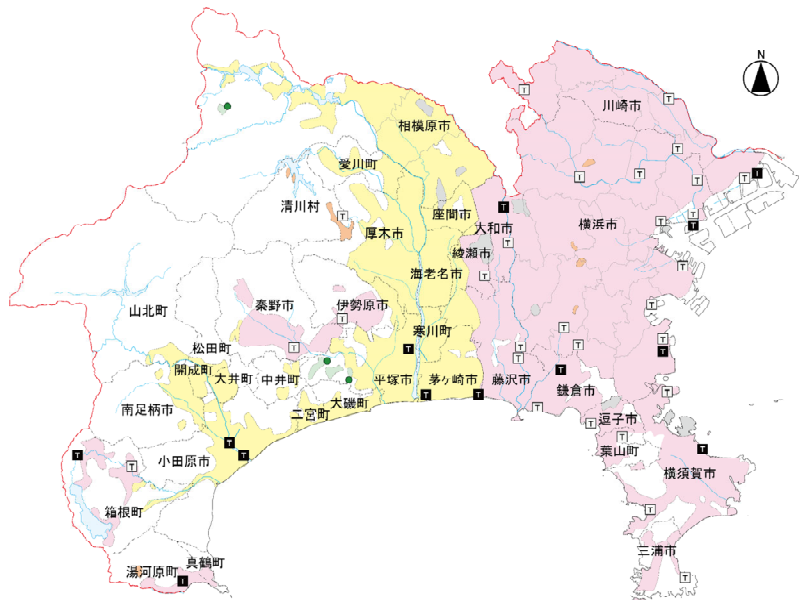 N
川崎市
相模原市
愛川町
清川村
座間市
厚木市
大和市
横浜市
綾瀬市
海老名市
秦野市
伊勢原市
山北町
寒川町
松田町
開成町
大井町
中井町
平塚市
茅ヶ崎市
藤沢市
鎌倉市
大磯町
二宮町
南足柄市
逗子市
葉山町
小田原市
横須賀市
箱根町
三浦市
真鶴町
湯河原町